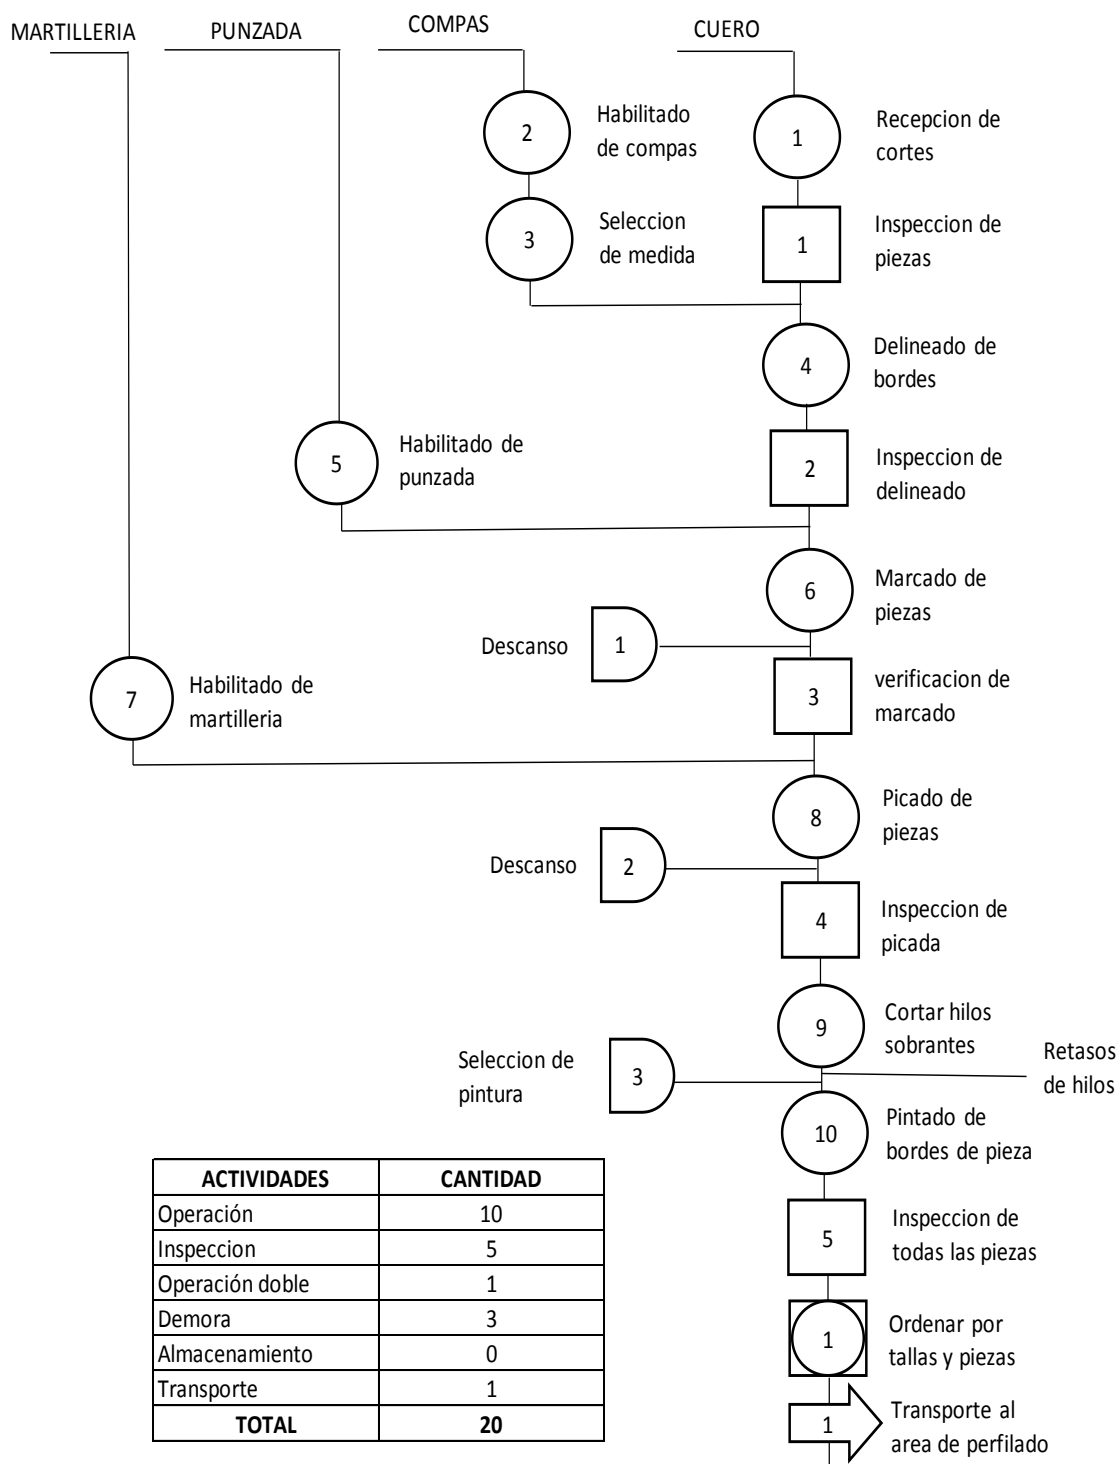 MARTILLERIA
PUNZADA
COMPAS
CUERO
2
Habilitado
de compas
1
Recepcion de
cortes
3
Seleccion
de medida
1
Inspeccion de
piezas
4
Delineado de
bordes
5
Habilitado de
punzada
2
Inspeccion de
delineado
6
Marcado de
piezas
Descanso
1
7
Habilitado de
martilleria
3
verificacion de
marcado
8
Picado de
piezas
Descanso
2
4
Inspeccion de
picada
9
Cortar hilos
sobrantes
Seleccion de
pintura
3
Retasos
de hilos
10
Pintado de
bordes de pieza
5
Inspeccion de
todas las piezas
1
Ordenar por
tallas y piezas
1
Transporte al
area de perfilado
ACTIVIDADES CANTIDAD
Operación 10
Inspeccion 5
Operación doble 1
Demora 3
Almacenamiento 0
Transporte 1
TOTAL 20